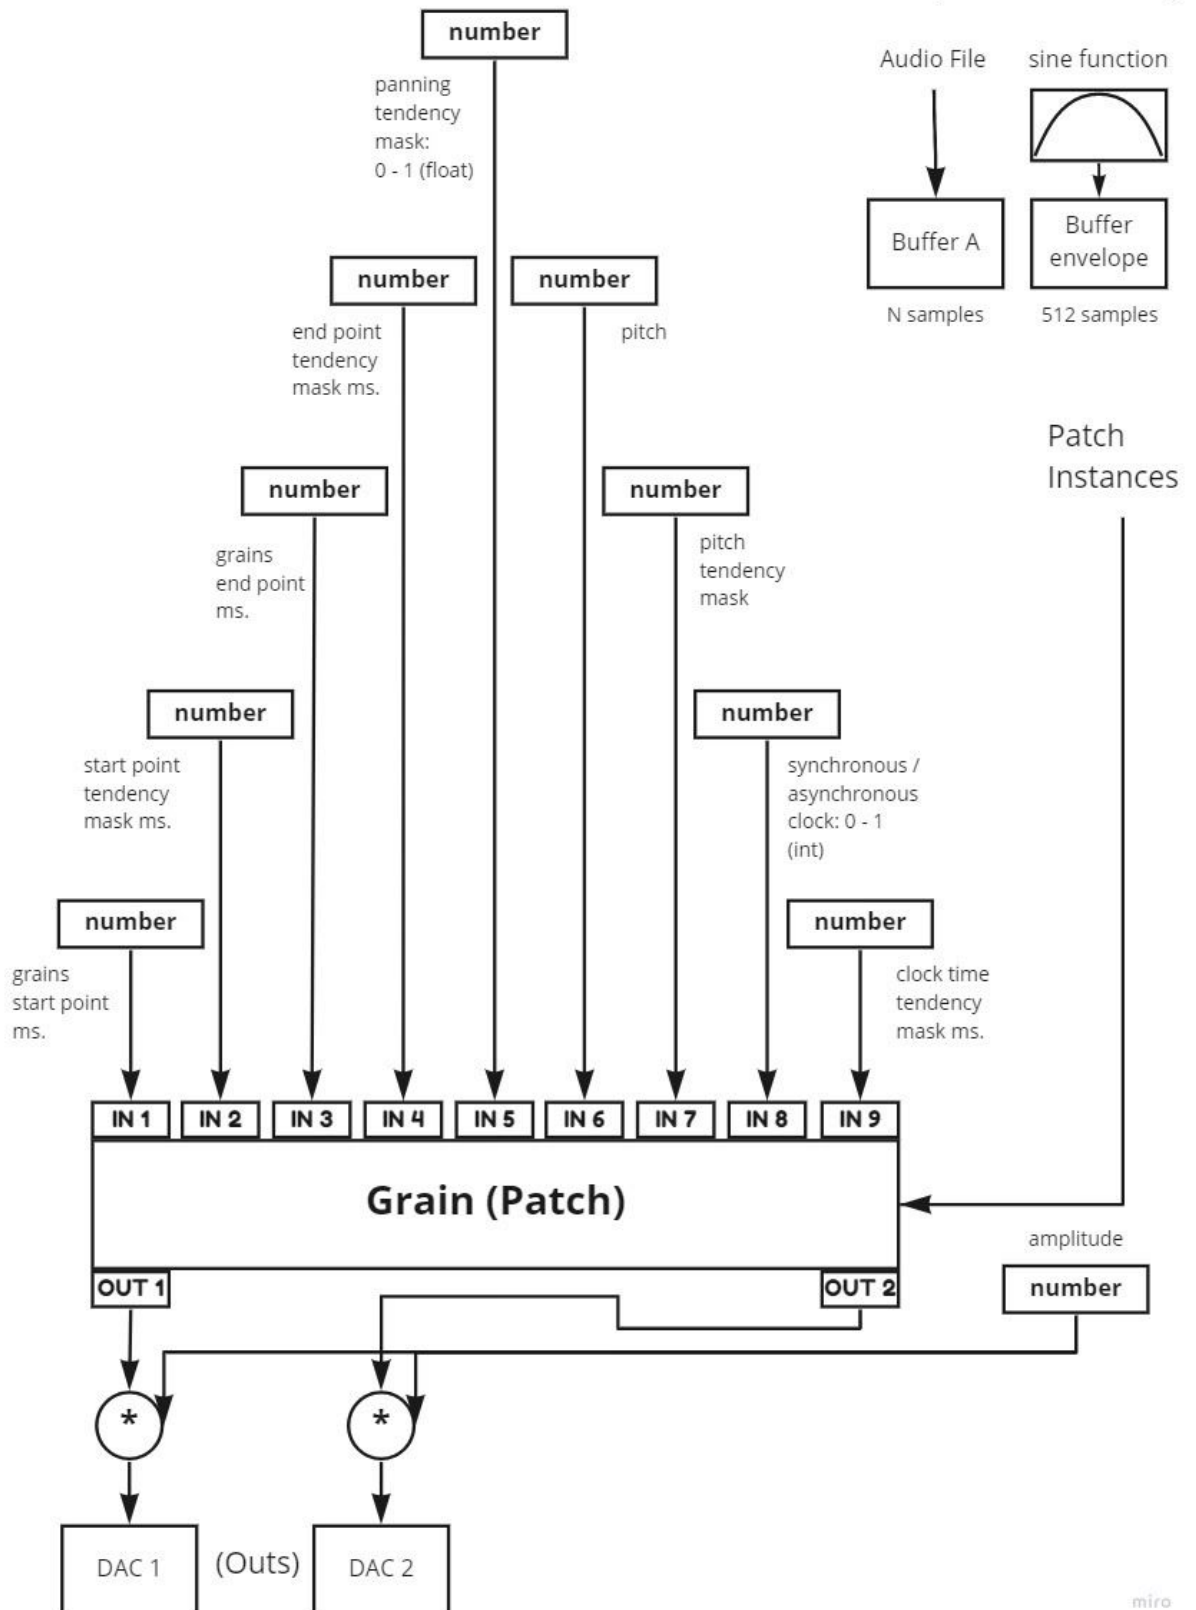 number
panning
tendency
mask:
0 - 1 (float)
Audio File
sine function
Buffer A
Buffer
envelope
N samples
512 samples
number
end point
tendency
mask ms.
number
pitch
Patch
Instances
number
grains
end point
ms.
number
pitch
tendency
mask
number
start point
tendency
mask ms.
number
synchronous /
asynchronous
clock: 0 - 1
(int)
number
grains
start point
ms.
number
clock time
tendency
mask ms.
IN 1 IN 2 IN 3 IN 4 IN 5 IN 6 IN 7 IN 8 IN 9
Grain (Patch)
OUT 1
OUT 2
amplitude
number
*
*
DAC 1
(Outs)
DAC 2
miro